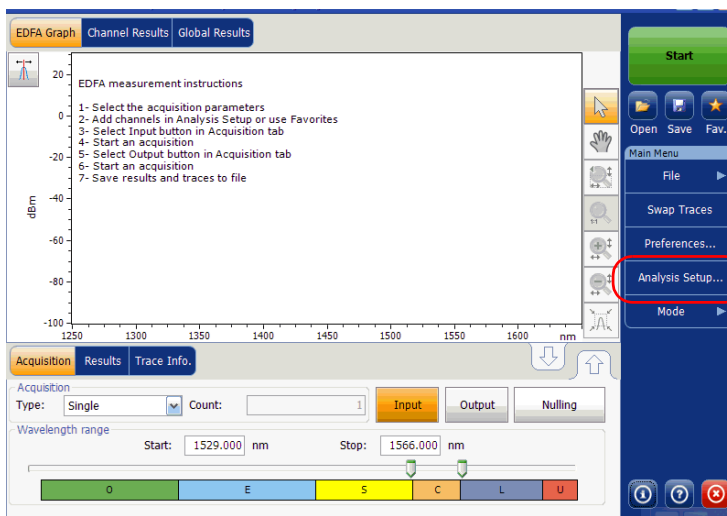 EDFA Graph Channel Results Global Results
EDFA measurement instructions
1- Select the acquisition parameters
2- Add channels in Analysis Setup or use Favorites
3- Select Input button in Acquisition tab
4- Start an acquisition
5- Select Output button in Acquisition tab
6- Start an acquisition
7- Save results and traces to file
20
0
-20
-40
-60
-80
-100
dBm
1250 1300 1350 1400 1450 1500 1550 1600 nm
1:1
Start
Open Save Fav.
Main Menu
File
Swap Traces
Preferences...
Analysis Setup...
Mode
Acquisition Results Trace Info.
Acquisition
Type: Single Count: 1 Input Output Nulling
Wavelength range
Start: 1529.000 nm Stop: 1566.000 nm
O E S C L U